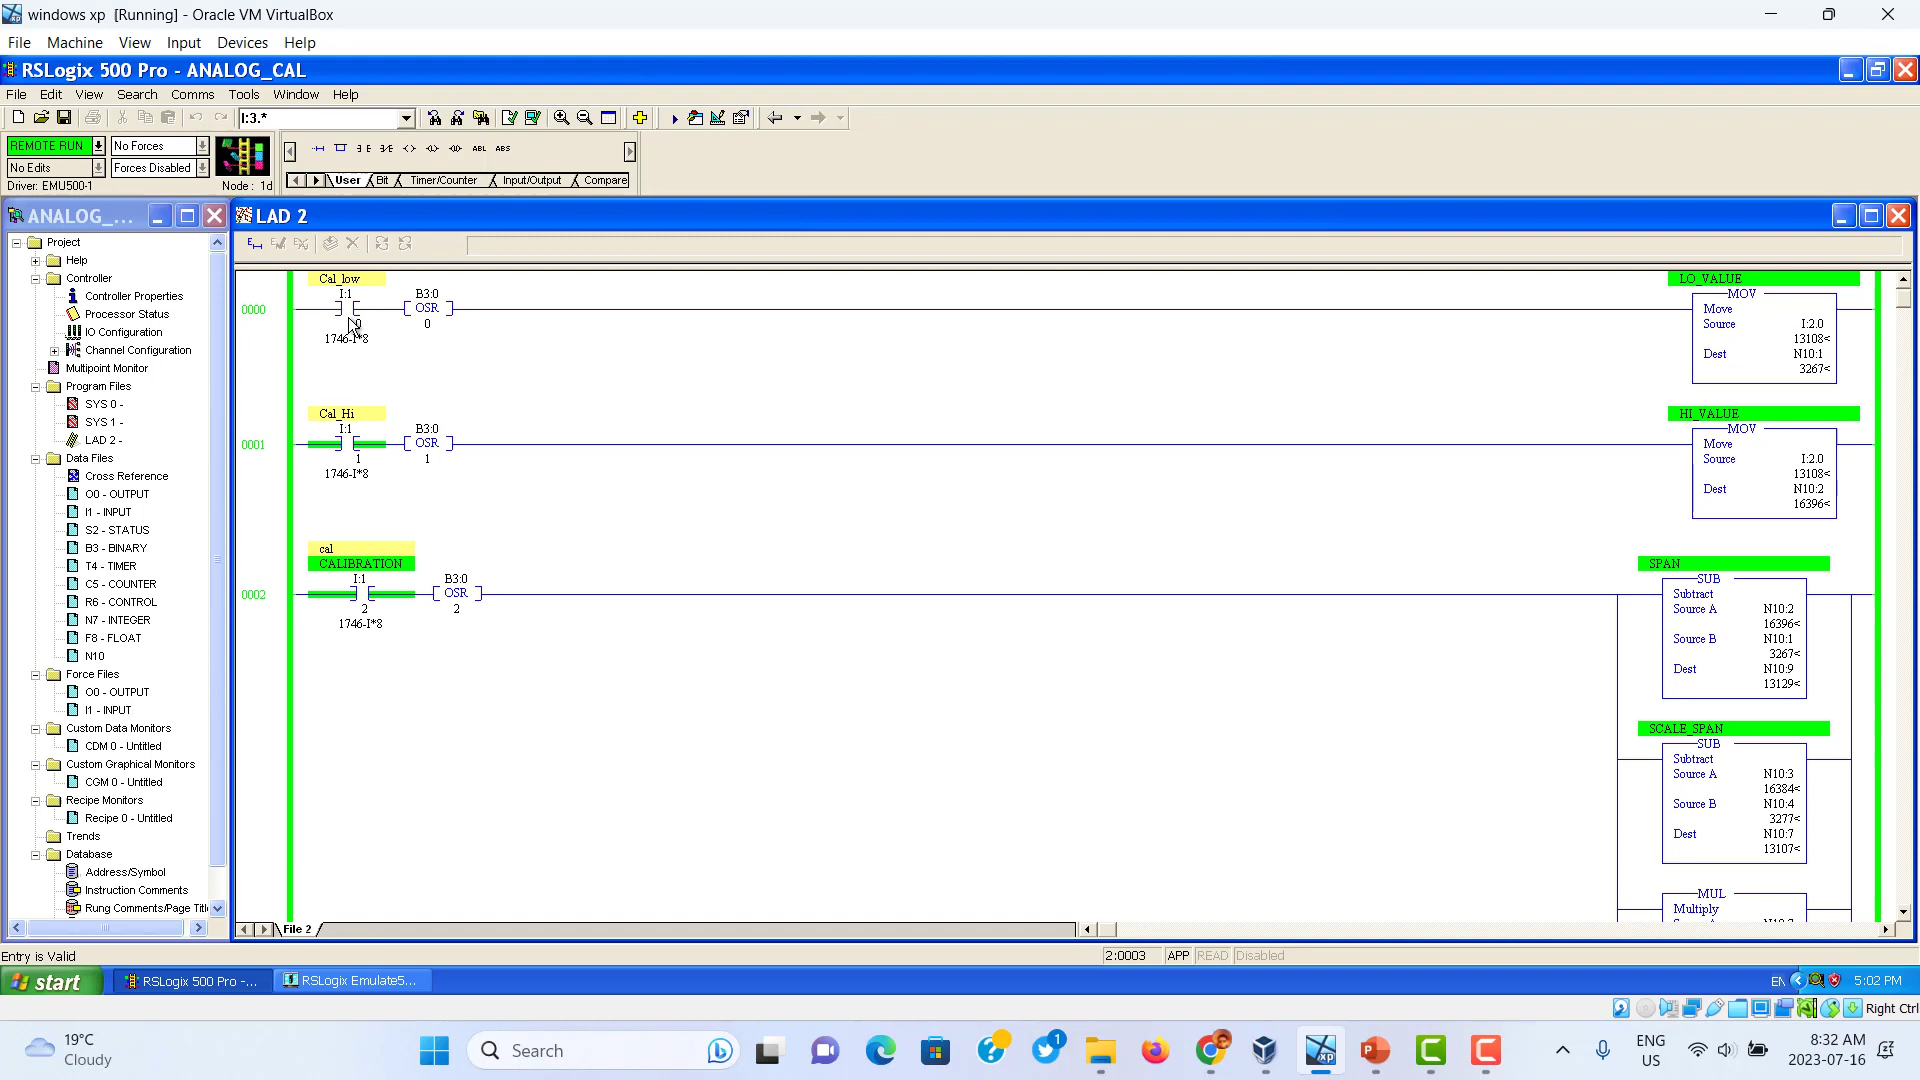 windows xp [Running] - Oracle VM VirtualBox
File Machine View Input Devices Help
RSLogix 500 Pro - ANALOG_CAL
File Edit View Search Comms Tools Window Help
I:3.*
REMOTE RUN No Forces
No Edits Forces Disabled
Driver: EMU500-1 Node : 1d
ABL ABS
User Bit Timer/Counter Input/Output Compare
ANALOG_...
Project
Help
Controller
Controller Properties
Processor Status
IO Configuration
Channel Configuration
Multipoint Monitor
Program Files
SYS 0 -
SYS 1 -
LAD 2 -
Data Files
Cross Reference
O0 - OUTPUT
I1 - INPUT
S2 - STATUS
B3 - BINARY
T4 - TIMER
C5 - COUNTER
R6 - CONTROL
N7 - INTEGER
F8 - FLOAT
N10
Force Files
O0 - OUTPUT
I1 - INPUT
Custom Data Monitors
CDM 0 - Untitled
Custom Graphical Monitors
CGM 0 - Untitled
Recipe Monitors
Recipe 0 - Untitled
Trends
Database
Address/Symbol
Instruction Comments
Rung Comments/Page Titl
LAD 2
0000
Cal_low
I:1
0
1746-I*8
B3:0
OSR
0
LO_VALUE
MOV
Move
Source I:2.0
13108<
Dest N10:1
3267<
0001
Cal_Hi
I:1
1
1746-I*8
B3:0
OSR
1
HI_VALUE
MOV
Move
Source I:2.0
13108<
Dest N10:2
16396<
0002
cal
CALIBRATION
I:1
2
1746-I*8
B3:0
OSR
2
SPAN
SUB
Subtract
Source A N10:2
16396<
Source B N10:1
3267<
Dest N10:9
13129<
SCALE_SPAN
SUB
Subtract
Source A N10:3
16384<
Source B N10:4
3277<
Dest N10:7
13107<
MUL
Multiply
File 2
Entry is Valid
2:0003 APP READ Disabled
start RSLogix 500 Pro -... RSLogix Emulate5... EN 5:02 PM
Right Ctrl
19°C
Cloudy
Search
1
ENG
US
8:32 AM
2023-07-16